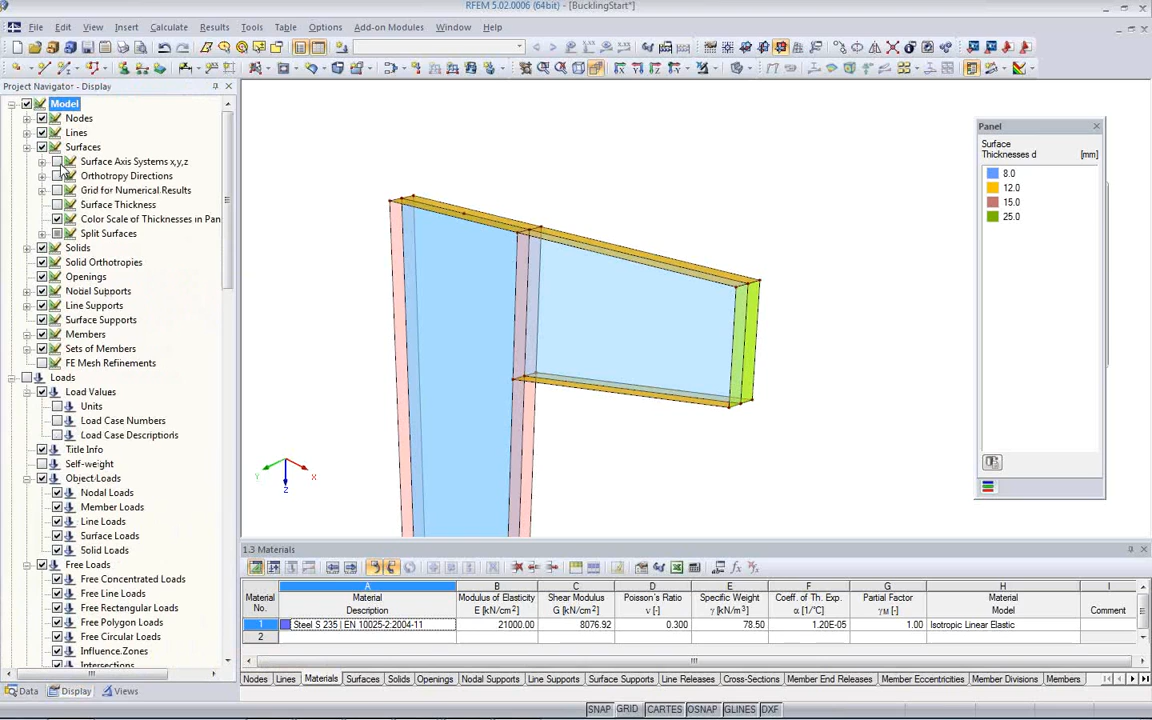 RFEM 5.02.0006 (64bit) - [BucklingStart*]
File Edit View Insert Calculate Results Tools Table Options Add-on Modules Window Help
Project Navigator - Display
Model
Nodes
Lines
Surfaces
Surface Axis Systems x,y,z
Orthotropy Directions
Grid for Numerical Results
Surface Thickness
Color Scale of Thicknesses in Pan
Split Surfaces
Solids
Solid Orthotropies
Openings
Nodal Supports
Line Supports
Surface Supports
Members
Sets of Members
FE Mesh Refinements
Loads
Load Values
Units
Load Case Numbers
Load Case Descriptions
Title Info
Self-weight
Object Loads
Nodal Loads
Member Loads
Line Loads
Surface Loads
Solid Loads
Free Loads
Free Concentrated Loads
Free Line Loads
Free Rectangular Loads
Free Polygon Loads
Free Circular Loads
Influence Zones
Intersections
Data Display Views
Y X
Z
Panel
Surface
Thicknesses d [mm]
8.0
12.0
15.0
25.0
1.3 Materials
A B C D E F G H I
Material No. Material Description Modulus of Elasticity E [kN/cm2] Shear Modulus G [kN/cm2] Poisson's Ratio ν [-] Specific Weight γ [kN/m3] Coeff. of Th. Exp. α [1/°C] Partial Factor γM [-] Material Model Comment
1 Steel S 235 | EN 10025-2:2004-11 21000.00 8076.92 0.300 78.50 1.20E-05 1.00 Isotropic Linear Elastic
2
Nodes Lines Materials Surfaces Solids Openings Nodal Supports Line Supports Surface Supports Line Releases Cross-Sections Member End Releases Member Eccentricities Member Divisions Members
SNAP GRID CARTES OSNAP GLINES DXF